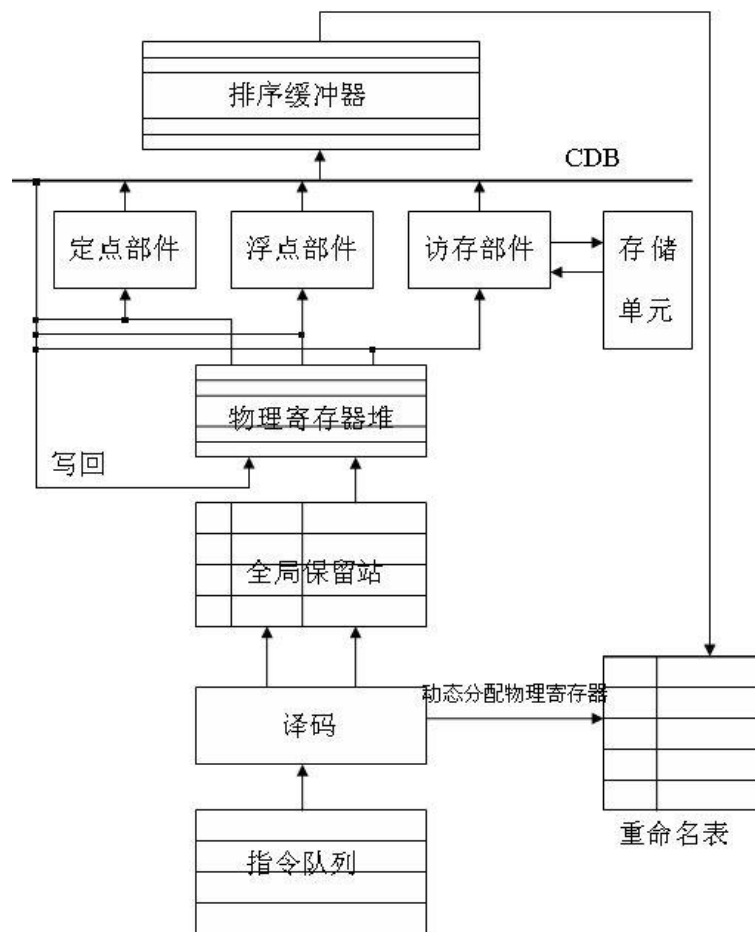 排序缓冲器
CDB
定点部件
浮点部件
访存部件
存储
单元
物理寄存器堆
写回
全局保留站
动态分配物理寄存器
译码
重命名表
指令队列